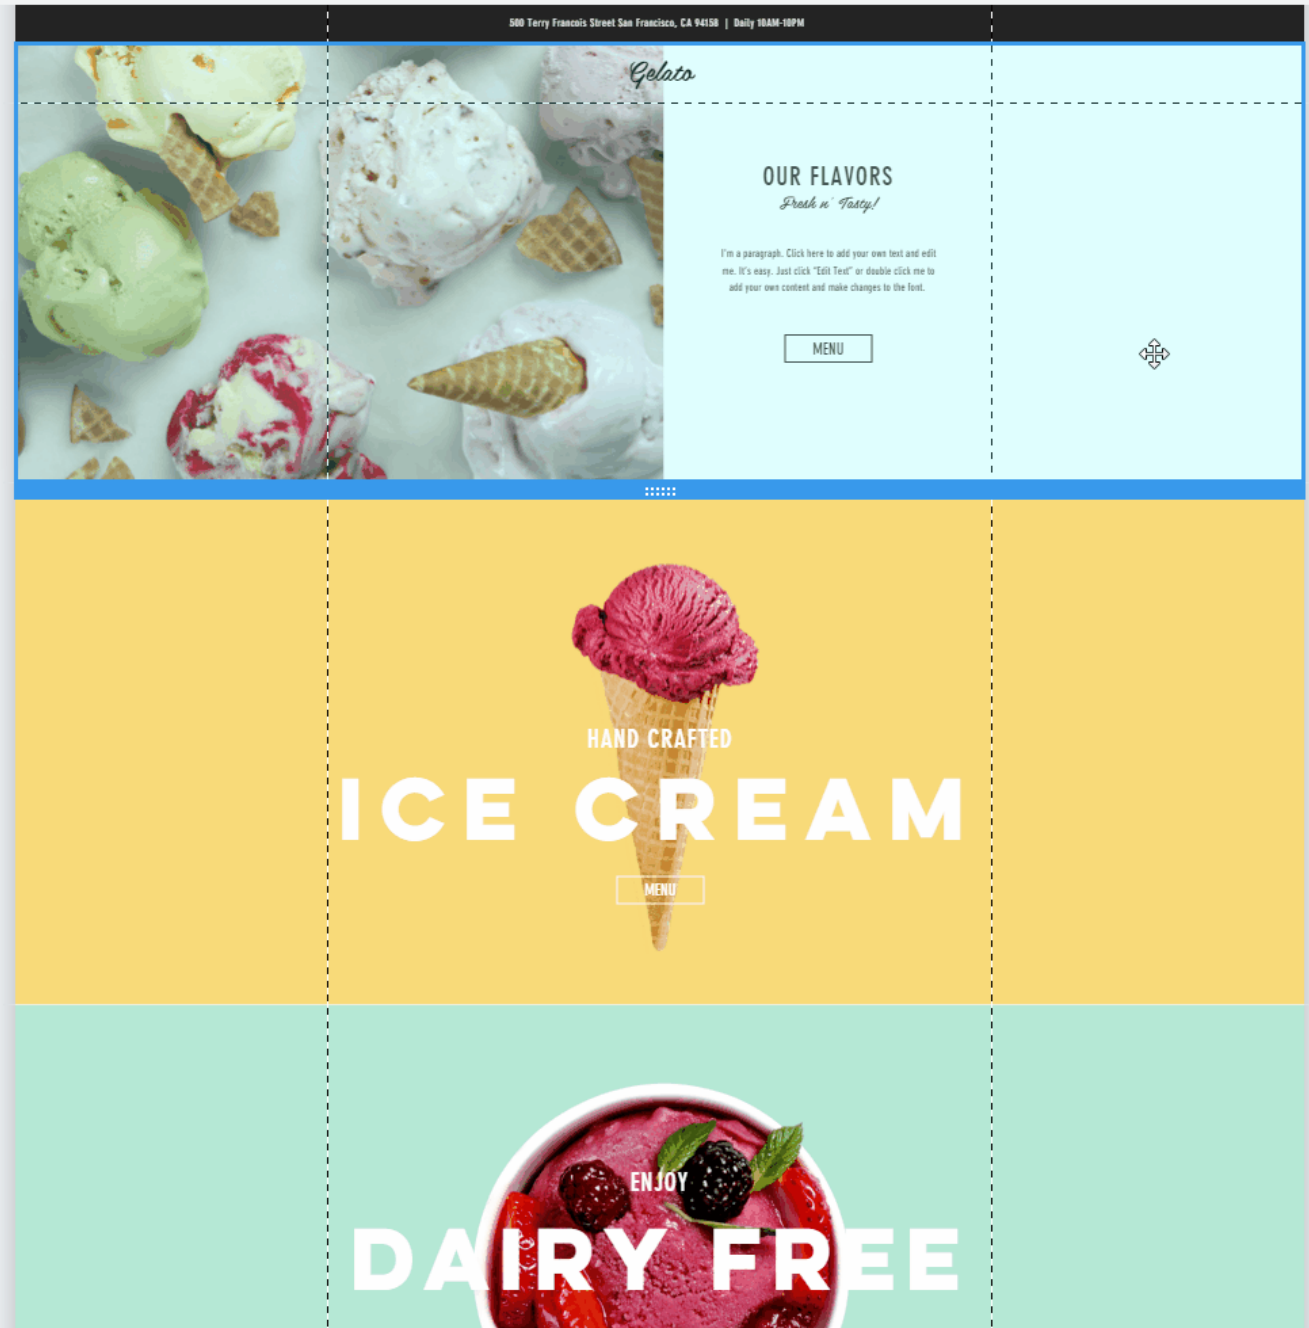 500 Terry Francois Street San Francisco, CA 94158 | Daily 10AM-10PM
Gelato
OUR FLAVORS
Fresh n' Tasty!
I'm a paragraph. Click here to add your own text and edit
me. It's easy. Just click "Edit Text" or double click me to
add your own content and make changes to the font.
MENU
HAND CRAFTED
ICE CREAM
MENU
ENJOY
DAIRY FREE